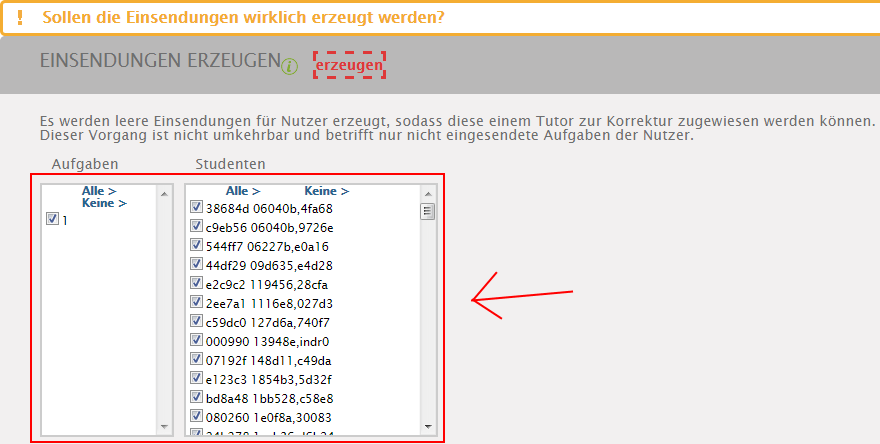 ! Sollen die Einsendungen wirklich erzeugt werden?
EINSENDUNGEN ERZEUGEN i erzeugen
Es werden leere Einsendungen für Nutzer erzeugt, sodass diese einem Tutor zur Korrektur zugewiesen werden können.
Dieser Vorgang ist nicht umkehrbar und betrifft nur nicht eingesendete Aufgaben der Nutzer.
Aufgaben Studenten
Alle >
Keine >
1
Alle > Keine >
38684d 06040b,4fa68
c9eb56 06040b,9726e
544ff7 06227b,e0a16
44df29 09d635,e4d28
e2c9c2 119456,28cfa
2ee7a1 1116e8,027d3
c59dc0 127d6a,740f7
000990 13948e,indr0
07192f 148d11,c49da
e123c3 1854b3,5d32f
bd8a48 1bb528,c58e8
080260 1e0f8a,30083